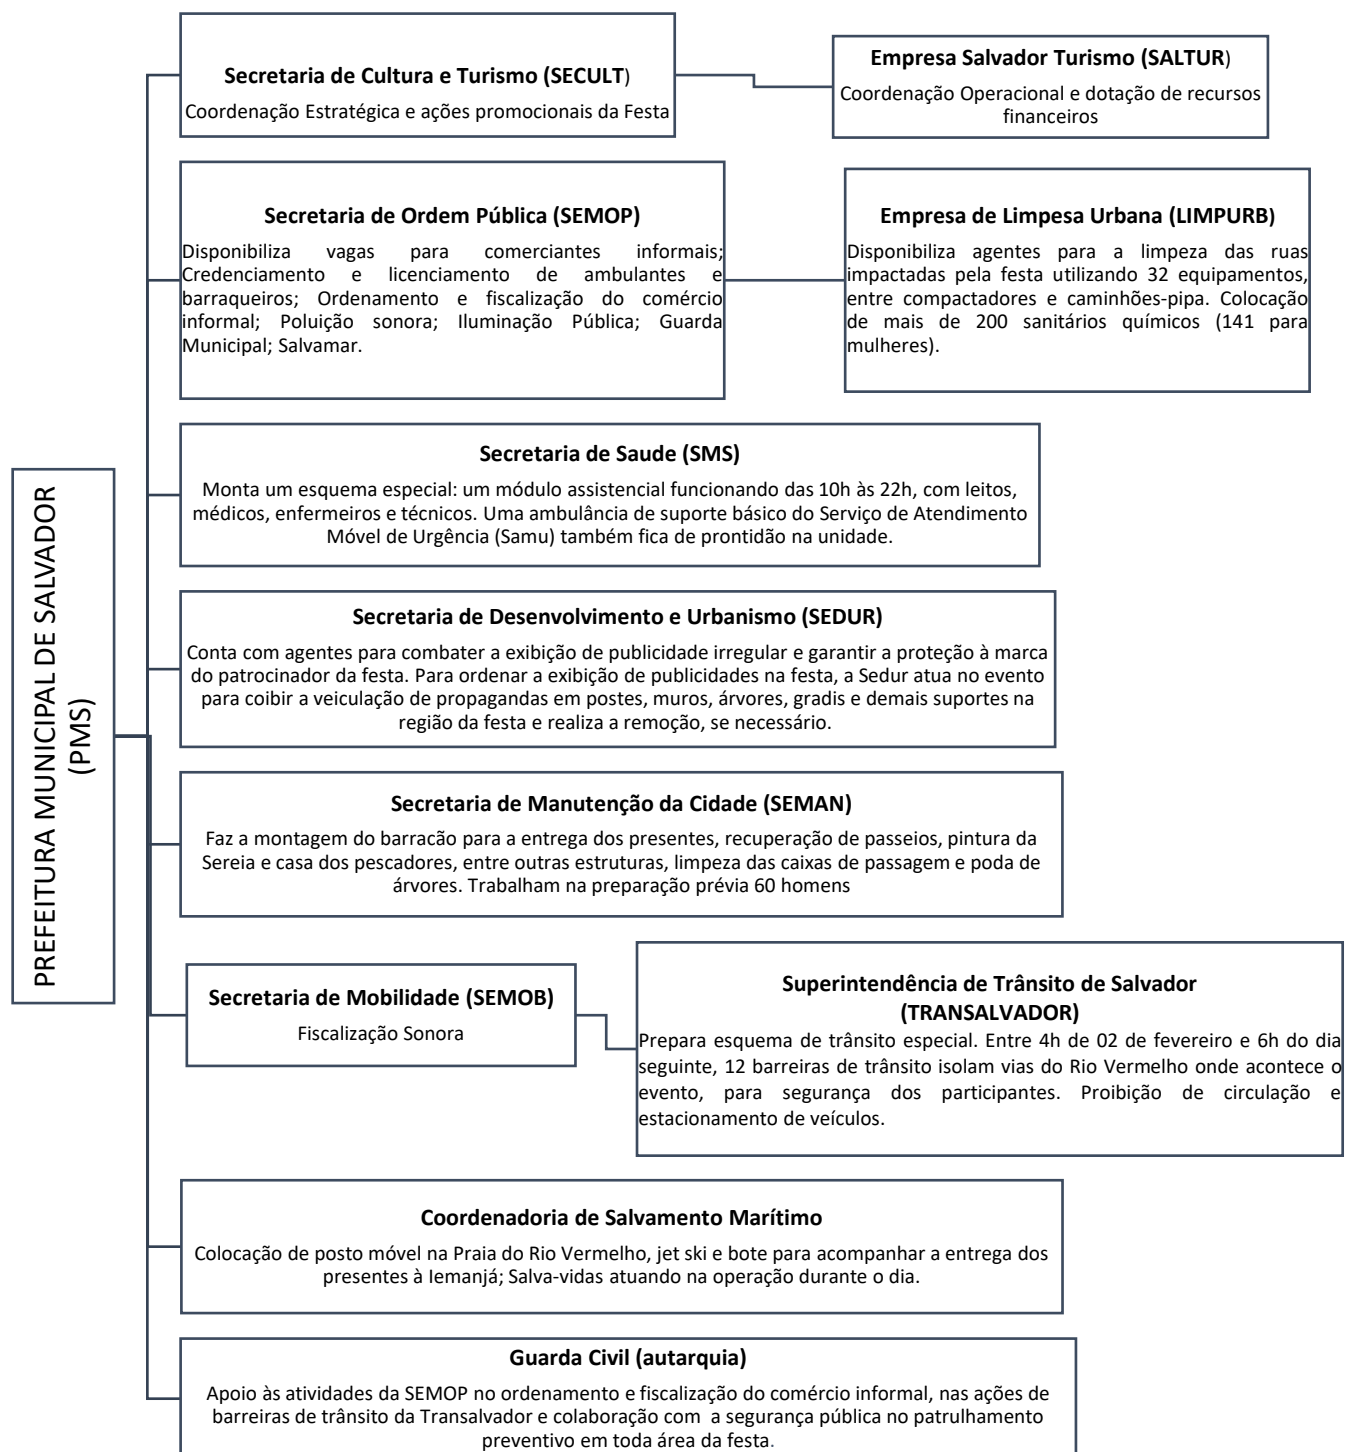 Secretaria de Cultura e Turismo (SECULT)
Coordenação Estratégica e ações promocionais da Festa
Empresa Salvador Turismo (SALTUR)
Coordenação Operacional e dotação de recursos
financeiros
Secretaria de Ordem Pública (SEMOP)
Disponibiliza vagas para comerciantes informais;
Credenciamento e licenciamento de ambulantes e
barraqueiros; Ordenamento e fiscalização do comércio
informal; Poluição sonora; Iluminação Pública; Guarda
Municipal; Salvamar.
Empresa de Limpesa Urbana (LIMPURB)
Disponibiliza agentes para a limpeza das ruas
impactadas pela festa utilizando 32 equipamentos,
entre compactadores e caminhões-pipa. Colocação
de mais de 200 sanitários químicos (141 para
mulheres).
Secretaria de Saude (SMS)
Monta um esquema especial: um módulo assistencial funcionando das 10h às 22h, com leitos,
médicos, enfermeiros e técnicos. Uma ambulância de suporte básico do Serviço de Atendimento
Móvel de Urgência (Samu) também fica de prontidão na unidade.
PREFEITURA MUNICIPAL DE SALVADOR
(PMS)
Secretaria de Desenvolvimento e Urbanismo (SEDUR)
Conta com agentes para combater a exibição de publicidade irregular e garantir a proteção à marca
do patrocinador da festa. Para ordenar a exibição de publicidades na festa, a Sedur atua no evento
para coibir a veiculação de propagandas em postes, muros, árvores, gradis e demais suportes na
região da festa e realiza a remoção, se necessário.
Secretaria de Manutenção da Cidade (SEMAN)
Faz a montagem do barracão para a entrega dos presentes, recuperação de passeios, pintura da
Sereia e casa dos pescadores, entre outras estruturas, limpeza das caixas de passagem e poda de
árvores. Trabalham na preparação prévia 60 homens
Secretaria de Mobilidade (SEMOB)
Fiscalização Sonora
Superintendência de Trânsito de Salvador
(TRANSALVADOR)
Prepara esquema de trânsito especial. Entre 4h de 02 de fevereiro e 6h do dia
seguinte, 12 barreiras de trânsito isolam vias do Rio Vermelho onde acontece o
evento, para segurança dos participantes. Proibição de circulação e
estacionamento de veículos.
Coordenadoria de Salvamento Marítimo
Colocação de posto móvel na Praia do Rio Vermelho, jet ski e bote para acompanhar a entrega dos
presentes à Iemanjá; Salva-vidas atuando na operação durante o dia.
Guarda Civil (autarquia)
Apoio às atividades da SEMOP no ordenamento e fiscalização do comércio informal, nas ações de
barreiras de trânsito da Transalvador e colaboração com a segurança pública no patrulhamento
preventivo em toda área da festa.